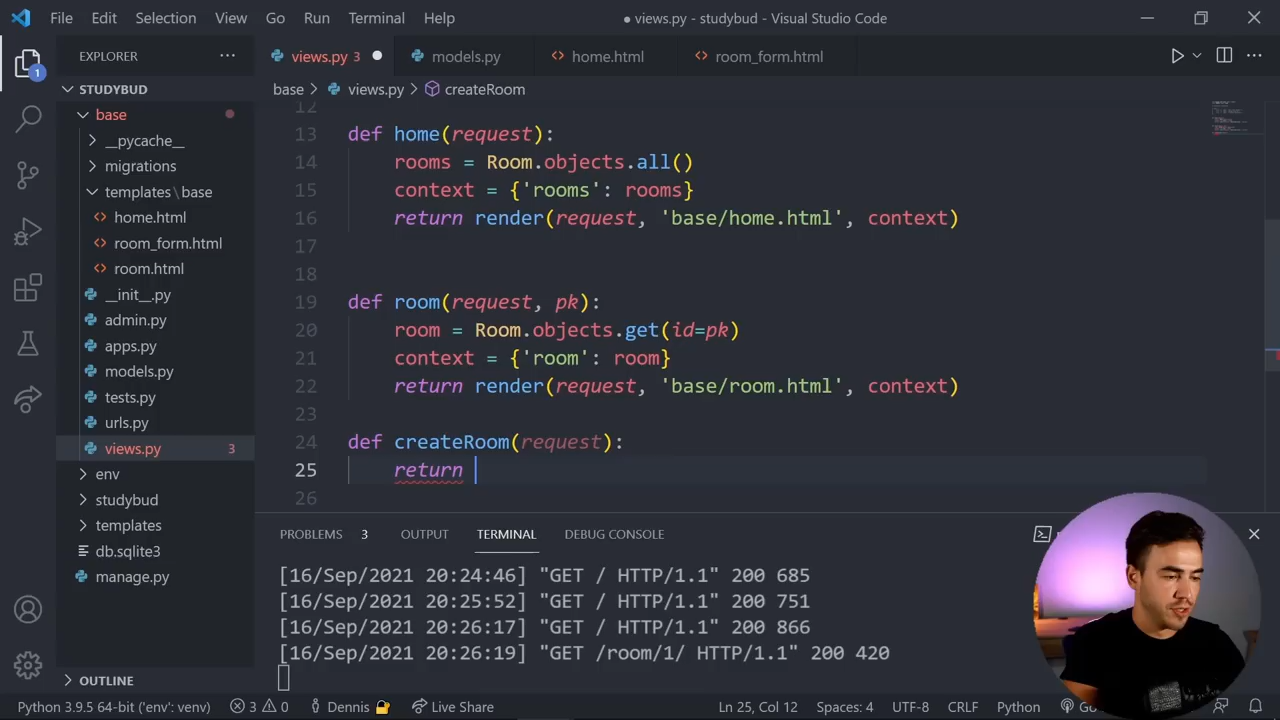 File Edit Selection View Go Run Terminal Help
● views.py - studybud - Visual Studio Code
EXPLORER
views.py 3 models.py home.html room_form.html
STUDYBUD
base > views.py > createRoom
base
__pycache__
migrations
templates\base
home.html
room_form.html
room.html
__init__.py
admin.py
apps.py
models.py
tests.py
urls.py
views.py 3
env
studybud
templates
db.sqlite3
manage.py
OUTLINE
12
13 def home(request):
14 rooms = Room.objects.all()
15 context = {'rooms': rooms}
16 return render(request, 'base/home.html', context)
17
18
19 def room(request, pk):
20 room = Room.objects.get(id=pk)
21 context = {'room': room}
22 return render(request, 'base/room.html', context)
23
24 def createRoom(request):
25 return
26
PROBLEMS 3 OUTPUT TERMINAL DEBUG CONSOLE
[16/Sep/2021 20:24:46] "GET / HTTP/1.1" 200 685
[16/Sep/2021 20:25:52] "GET / HTTP/1.1" 200 751
[16/Sep/2021 20:26:17] "GET / HTTP/1.1" 200 866
[16/Sep/2021 20:26:19] "GET /room/1/ HTTP/1.1" 200 420
1
Python 3.9.5 64-bit ('env': venv) 3 0 Dennis Live Share Ln 25, Col 12 Spaces: 4 UTF-8 CRLF Python Go